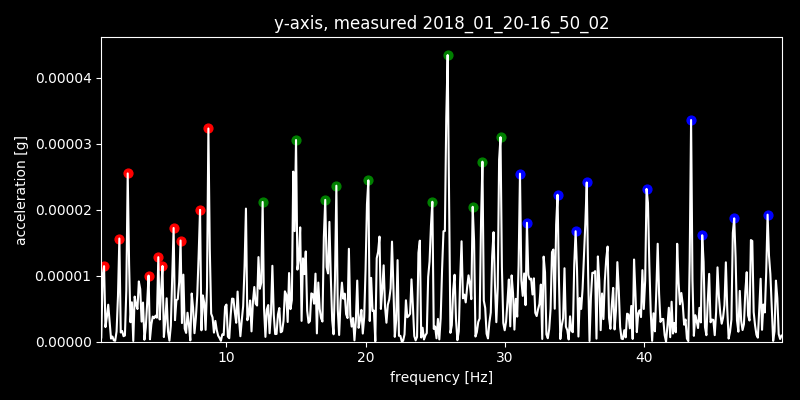 y-axis, measured 2018_01_20-16_50_02
0.00004
0.00003
0.00002
0.00001
0.00000
acceleration [g]
10 20 30 40
frequency [Hz]